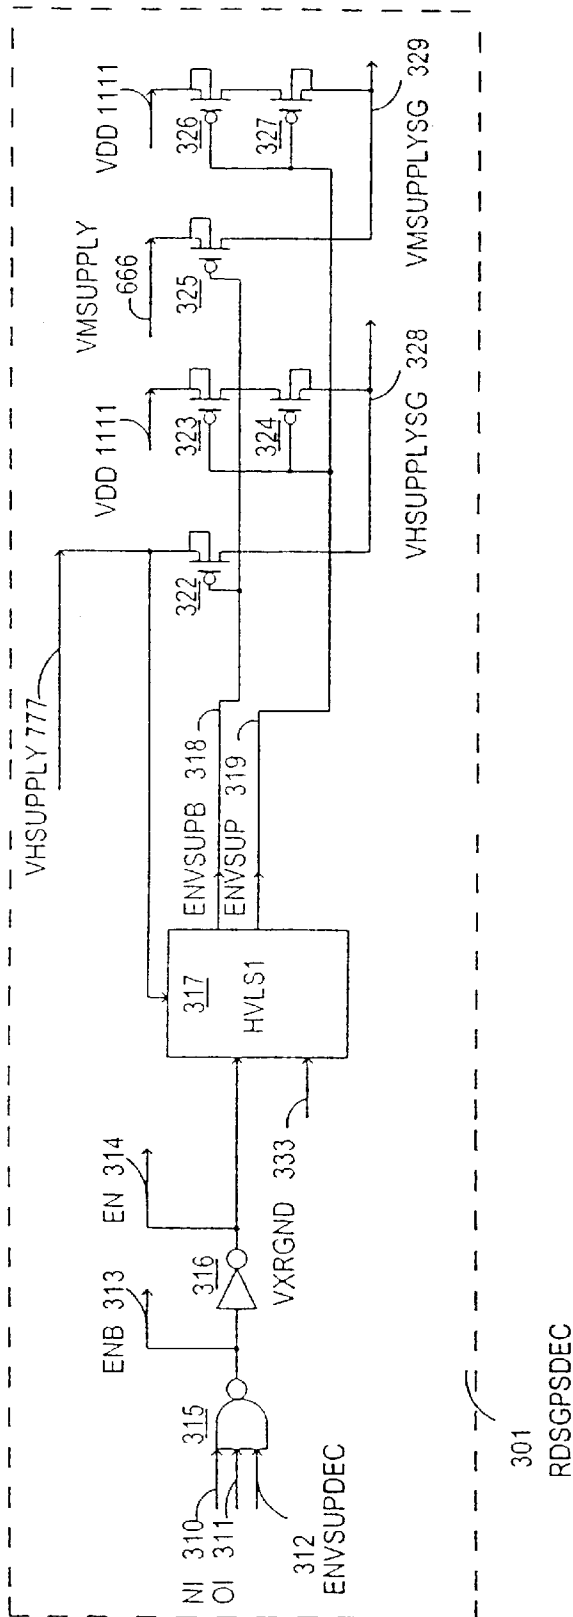 VHSUPPLY 777
VDD 1111
VMSUPPLY
666
VDD 1111
322
323
325
326
324
327
ENB 313
EN 314
317
HVLS1
ENVSUPB 318
ENVSUP 319
315
316
NI 310
OI 311
312
ENVSUPDEC
VXRGND 333
VHSUPPLYSG 328
VMSUPPLYSG 329
301
RDSGPSDEC